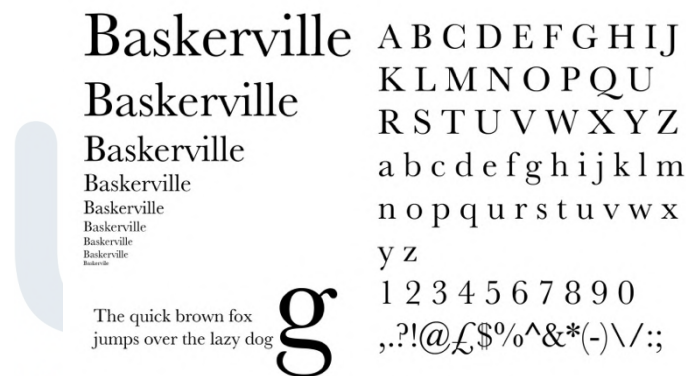 Baskerville
Baskerville
Baskerville
Baskerville
Baskerville
Baskerville
Baskerville
Baskerville
Baskerville
The quick brown fox
jumps over the lazy dog
g
A B C D E F G H I J
K L M N O P Q U
R S T U V W X Y Z
a b c d e f g h i j k l m
n o p q u r s t u v w x
y z
1 2 3 4 5 6 7 8 9 0
,.?!@£$%^&*(-)\/:;